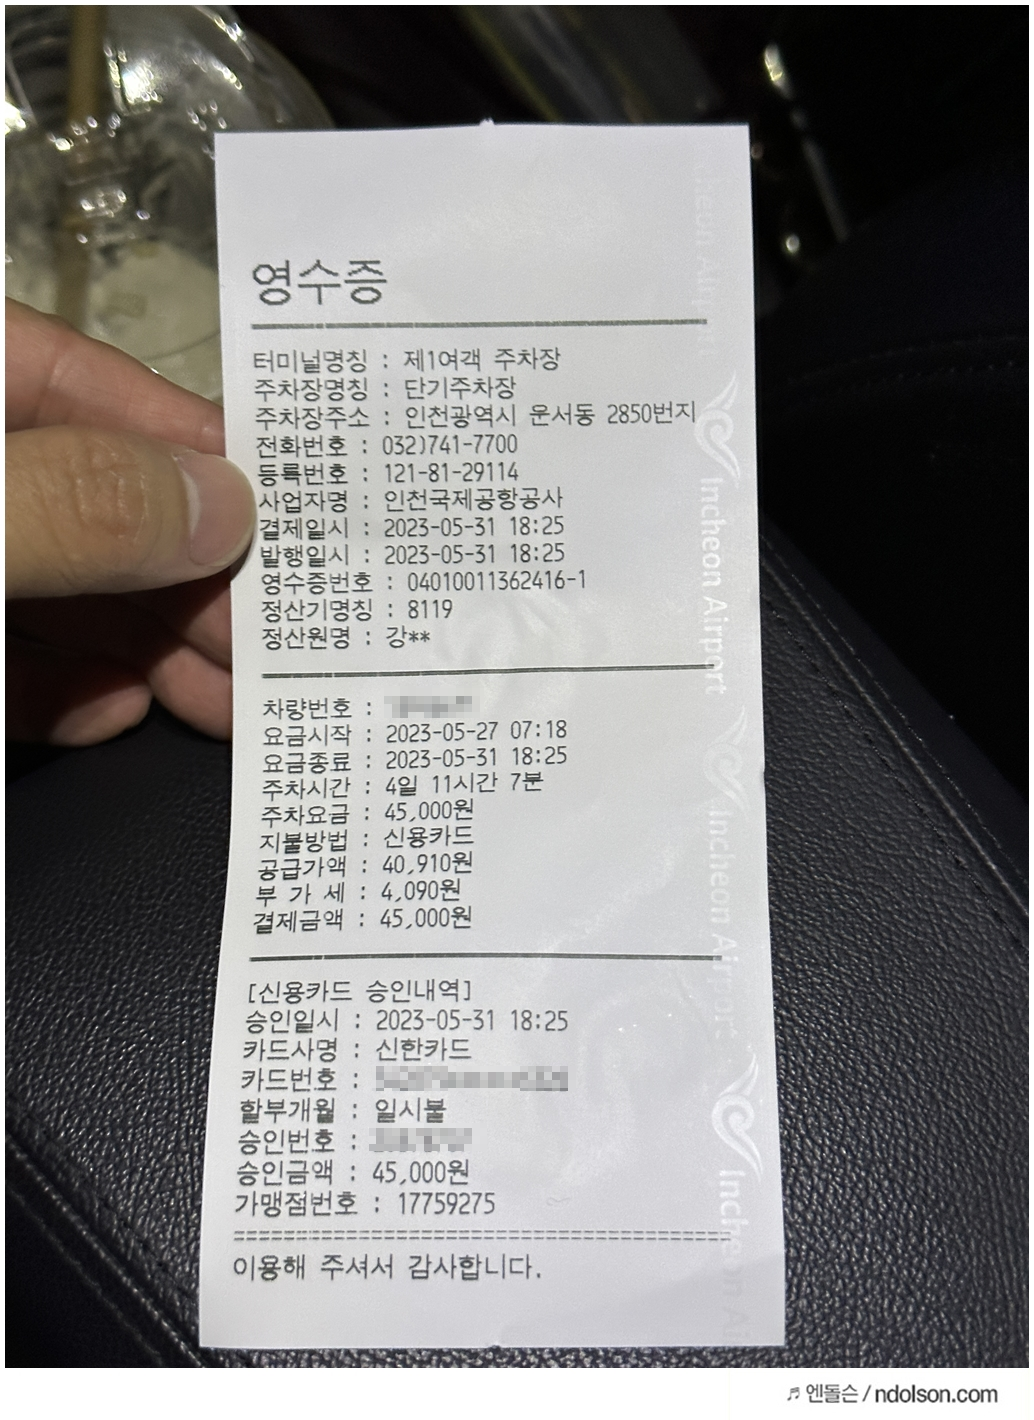 영수증
터미널명칭 : 제1여객 주차장
주차장명칭 : 단기주차장
주차장주소 : 인천광역시 운서동 2850번지
전화번호 : 032)741-7700
등록번호 : 121-81-29114
사업자명 : 인천국제공항공사
결제일시 : 2023-05-31 18:25
발행일시 : 2023-05-31 18:25
영수증번호 : 04010011362416-1
정산기명칭 : 8119
정산원명 : 강**
차량번호 :
요금시작 : 2023-05-27 07:18
요금종료 : 2023-05-31 18:25
주차시간 : 4일 11시간 7분
주차요금 : 45,000원
지불방법 : 신용카드
공급가액 : 40,910원
부 가 세 : 4,090원
결제금액 : 45,000원
[신용카드 승인내역]
승인일시 : 2023-05-31 18:25
카드사명 : 신한카드
카드번호 :
할부개월 : 일시불
승인번호 :
승인금액 : 45,000원
가맹점번호 : 17759275
이용해 주셔서 감사합니다.
Incheon Airport
Incheon Airport
Incheon Airport
♬ 엔돌슨 / ndolson.com